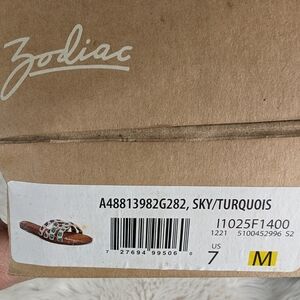 Zodiac
A48813982G282, SKY/TURQUOIS
I1025F1400
1221 5100452996 S2
US
7 M
7 27694 99506 0